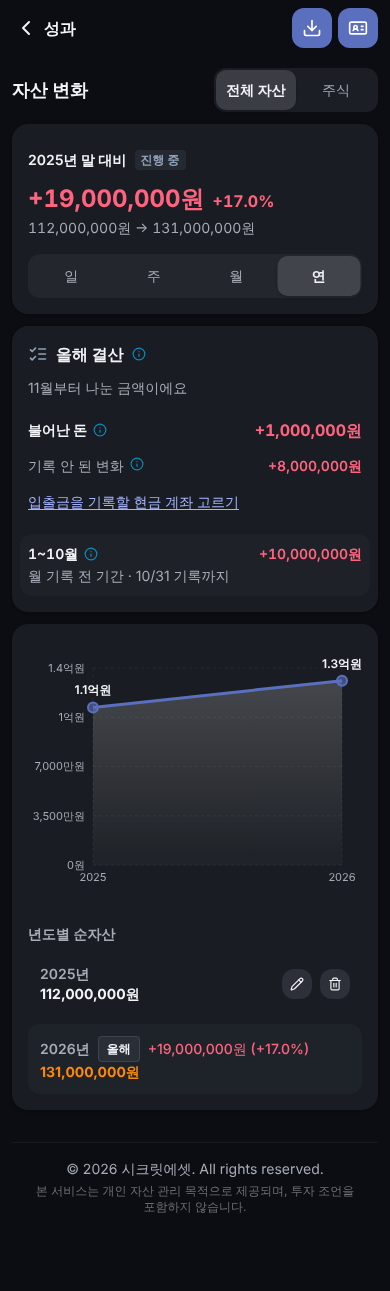 성과
자산 변화
전체 자산 주식
2025년 말 대비 진행 중
+19,000,000원 +17.0%
112,000,000원 → 131,000,000원
일 주 월 연
올해 결산
11월부터 나눈 금액이에요
불어난 돈 +1,000,000원
기록 안 된 변화 +8,000,000원
입출금을 기록할 현금 계좌 고르기
1~10월 +10,000,000원
월 기록 전 기간 · 10/31 기록까지
1.3억원
1.4억원
1.1억원
1억원
7,000만원
3,500만원
0원
2025 2026
년도별 순자산
2025년
112,000,000원
2026년 올해 +19,000,000원 (+17.0%)
131,000,000원
© 2026 시크릿에셋. All rights reserved.
본 서비스는 개인 자산 관리 목적으로 제공되며, 투자 조언을
포함하지 않습니다.